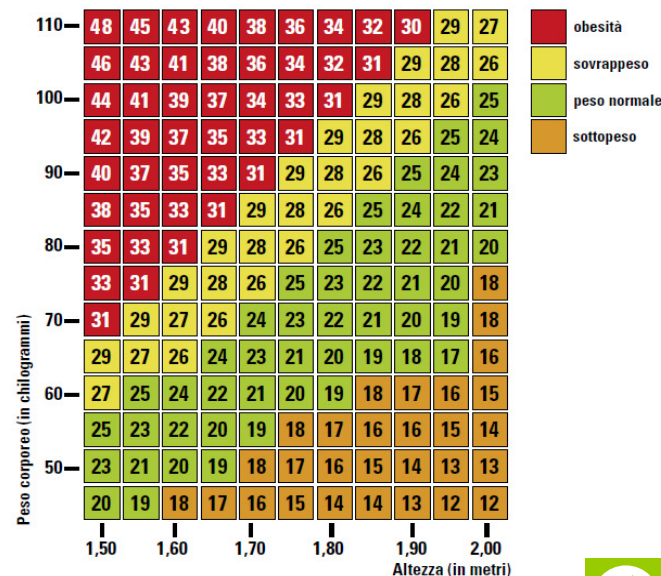 110 48 45 43 40 38 36 34 32 30 29 27 obesità
46 43 41 38 36 34 32 31 29 28 26 sovrappeso
100 44 41 39 37 34 33 31 29 28 26 25 peso normale
42 39 37 35 33 31 29 28 26 25 24 sottopeso
90 40 37 35 33 31 29 28 26 25 24 23
38 35 33 31 29 28 26 25 24 22 21
80 35 33 31 29 28 26 25 23 22 21 20
33 31 29 28 26 25 23 22 21 20 18
70 31 29 27 26 24 23 22 21 20 19 18
29 27 26 24 23 21 20 19 18 17 16
60 27 25 24 22 21 20 19 18 17 16 15
25 23 22 20 19 18 17 16 16 15 14
50 23 21 20 19 18 17 16 15 14 13 13
20 19 18 17 16 15 14 14 13 12 12
Peso corporeo (in chilogrammi)
1,50 1,60 1,70 1,80 1,90 2,00
Altezza (in metri)